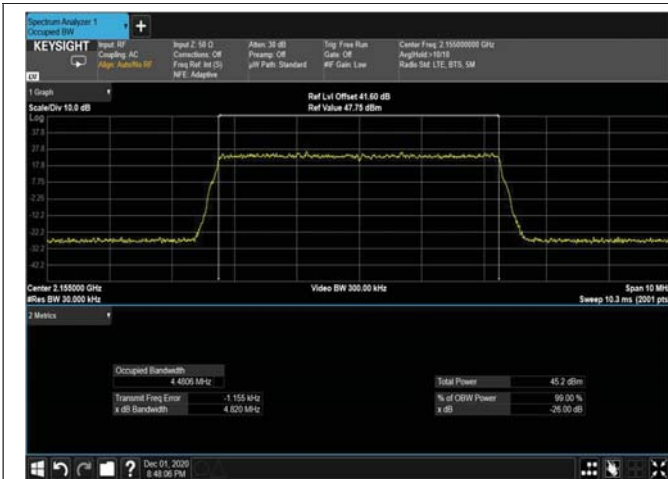 Spectrum Analyzer 1
Occupied BW
+
KEYSIGHT
Input: RF
Coupling: AC
Align: Auto/No RF
Input Z: 50 Ω
Corrections: Off
Freq Ref: Int (S)
NFE: Adaptive
Atten: 30 dB
Preamp: Off
µW Path: Standard
Trig: Free Run
Gate: Off
#IF Gain: Low
Center Freq: 2.155000000 GHz
Avg|Hold:>10/10
Radio Std: LTE, BTS, 5M
1 Graph
Scale/Div 10.0 dB
Ref Lvl Offset 41.60 dB
Ref Value 47.75 dBm
Log
37.8
27.8
17.8
7.75
-2.25
-12.2
-22.2
-32.2
-42.2
Center 2.155000 GHz
#Res BW 30.000 kHz
Video BW 300.00 kHz
Span 10 MH
Sweep 10.3 ms (2001 pts
2 Metrics
Occupied Bandwidth
4.4806 MHz
Transmit Freq Error -1.155 kHz
x dB Bandwidth 4.820 MHz
Total Power 45.2 dBm
% of OBW Power 99.00 %
x dB -26.00 dB
?
Dec 01, 2020
8:48:06 PM